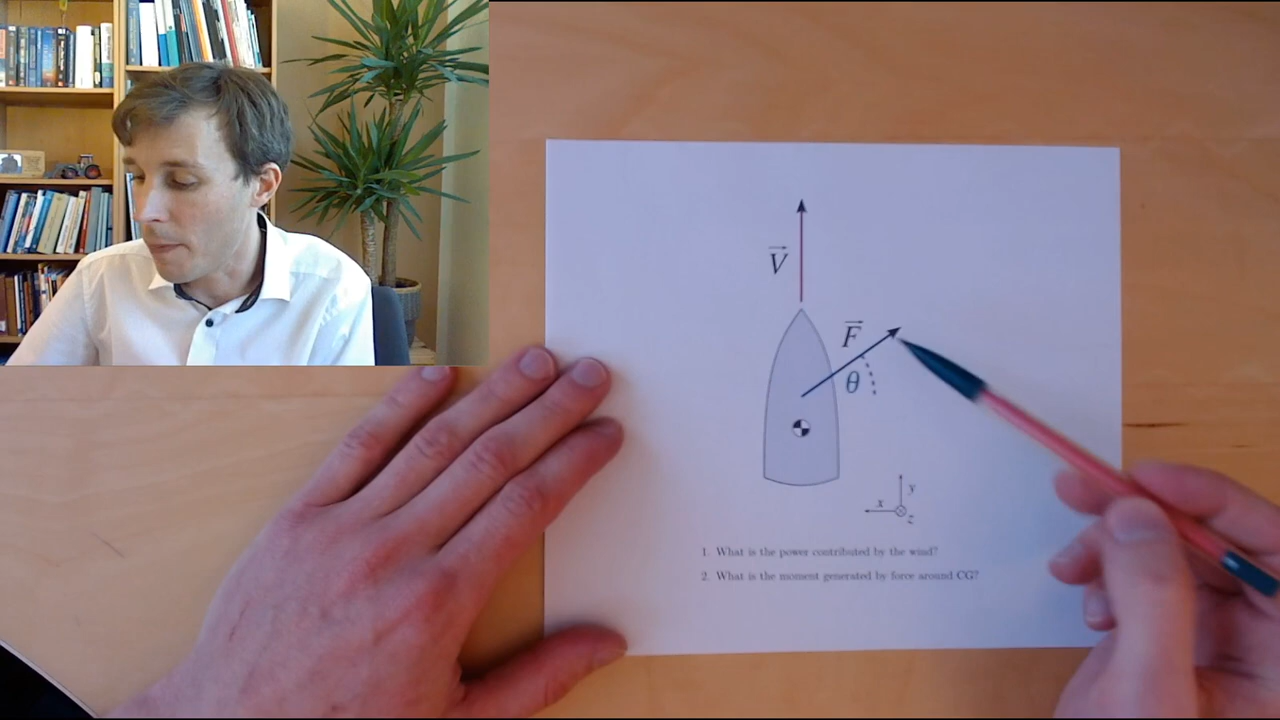 V
F
θ
y
x
z
1. What is the power contributed by the wind?
2. What is the moment generated by force around CG?